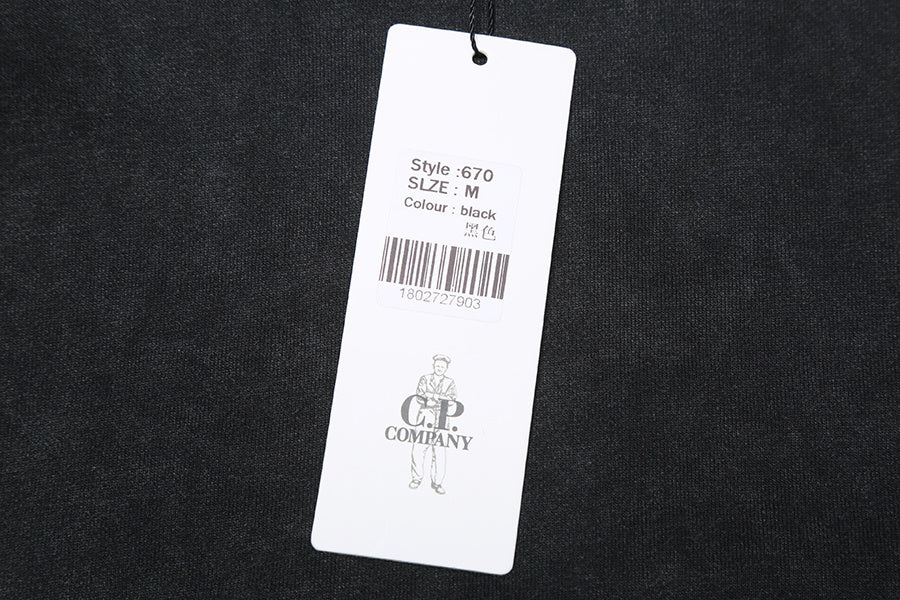 Style :670
SLZE : M
Colour : black
黑色
1802727903
C.P.
COMPANY